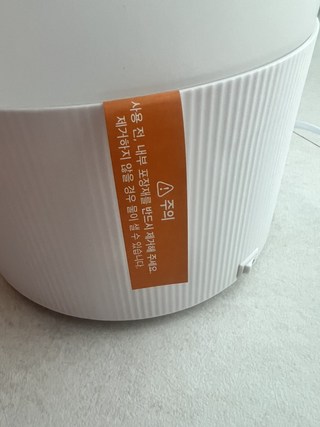 ⚠ 주의
사용 전, 내부 포장재를 반드시 제거해 주세요.
제거하지 않을 경우 물이 샐 수 있습니다.